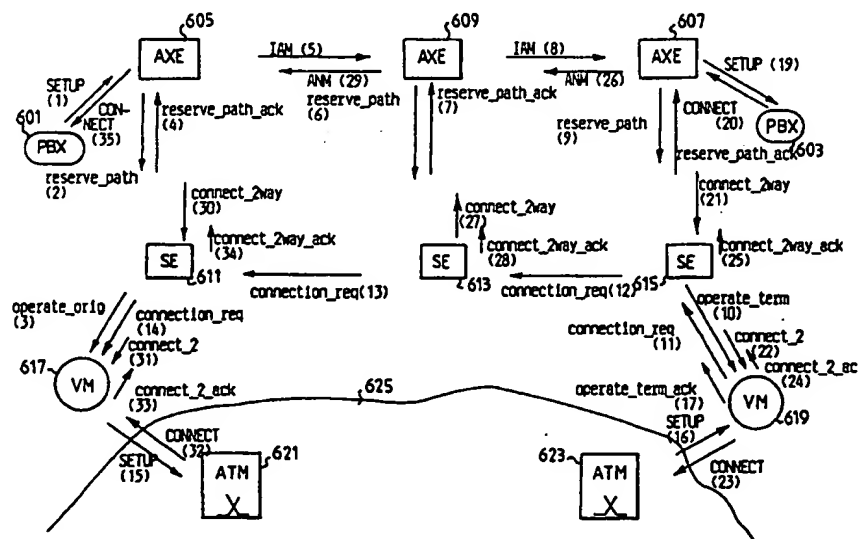 605
609
607
AXE
IAM (5)
AXE
IAM (8)
AXE
SETUP (19)
SETUP
(1)
ANM (29)
ANM (26)
reserve_path
(6)
reserve_path_ack
(7)
601
CON-
NECT
(35)
reserve_path_ack
(4)
reserve_path
(9)
CONNECT
(20)
PBX
603
PBX
reserve_path
(2)
reserve_path_ack
connect_2way
(30)
connect_2way
(27)
connect_2way
(21)
connect_2way_ack
(34)
connect_2way_ack
(28)
connect_2way_ack
(25)
SE
611
SE
613
SE
615
connection_req(13)
connection_req(12)
operate_orig
(3)
connection_req
(14)
operate_term
(10)
connection_req
(11)
connect_2
(31)
connect_2
(22)
connect_2_ac
(24)
617
VM
connect_2_ack
(33)
625
operate_term_ack
(17)
VM
619
CONNECT
(32)
SETUP
(16)
SETUP
(15)
621
ATM
X
623
ATM
X
CONNECT
(23)